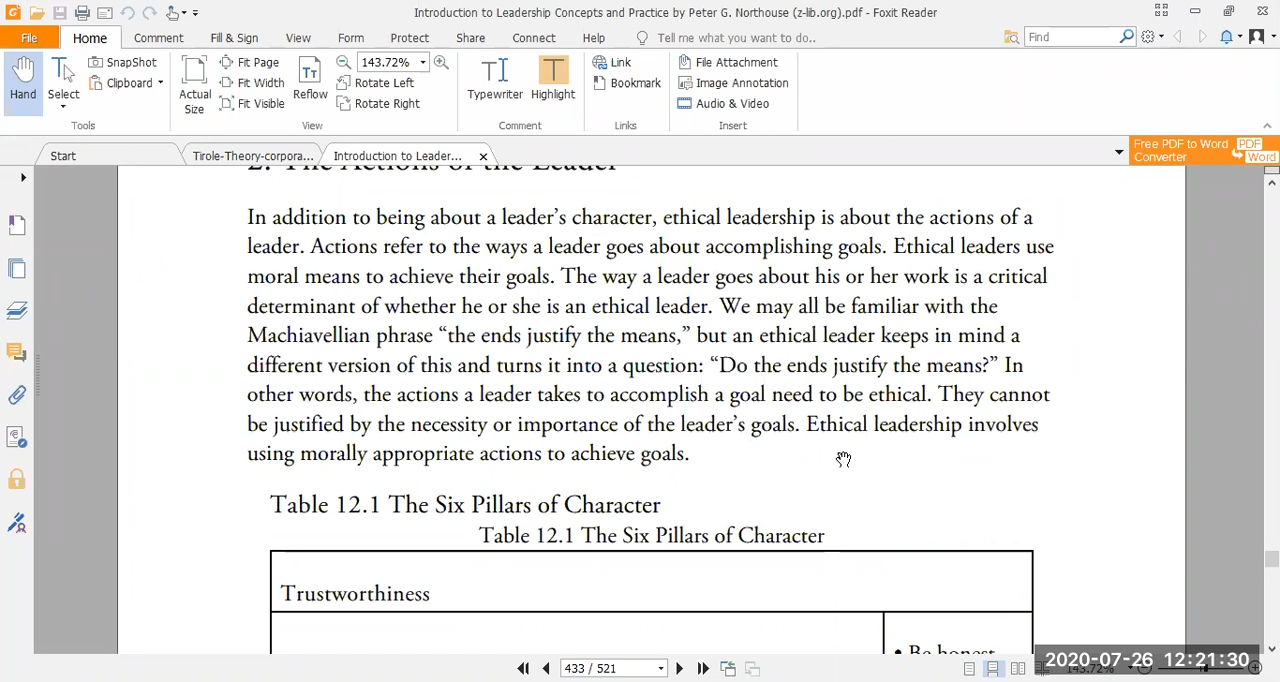 Introduction to Leadership Concepts and Practice by Peter G. Northouse (z-lib.org).pdf - Foxit Reader
File Home Comment Fill & Sign View Form Protect Share Connect Help Tell me what you want to do.. Find
SnapShot Fit Page 143.72% Link File Attachment
Clipboard Fit Width Rotate Left Bookmark Image Annotation
Hand Select Actual Size Fit Visible Reflow Rotate Right Typewriter Highlight Audio & Video
Tools View Comment Links Insert
Start Tirole-Theory-corpora... Introduction to Leader... Free PDF to Word Converter PDF Word
2. The Actions of the Leader
In addition to being about a leader’s character, ethical leadership is about the actions of a
leader. Actions refer to the ways a leader goes about accomplishing goals. Ethical leaders use
moral means to achieve their goals. The way a leader goes about his or her work is a critical
determinant of whether he or she is an ethical leader. We may all be familiar with the
Machiavellian phrase “the ends justify the means,” but an ethical leader keeps in mind a
different version of this and turns it into a question: “Do the ends justify the means?” In
other words, the actions a leader takes to accomplish a goal need to be ethical. They cannot
be justified by the necessity or importance of the leader’s goals. Ethical leadership involves
using morally appropriate actions to achieve goals.
Table 12.1 The Six Pillars of Character
Table 12.1 The Six Pillars of Character
Trustworthiness
• Be honest
433 / 521 143.72%
2020-07-26 12:21:30